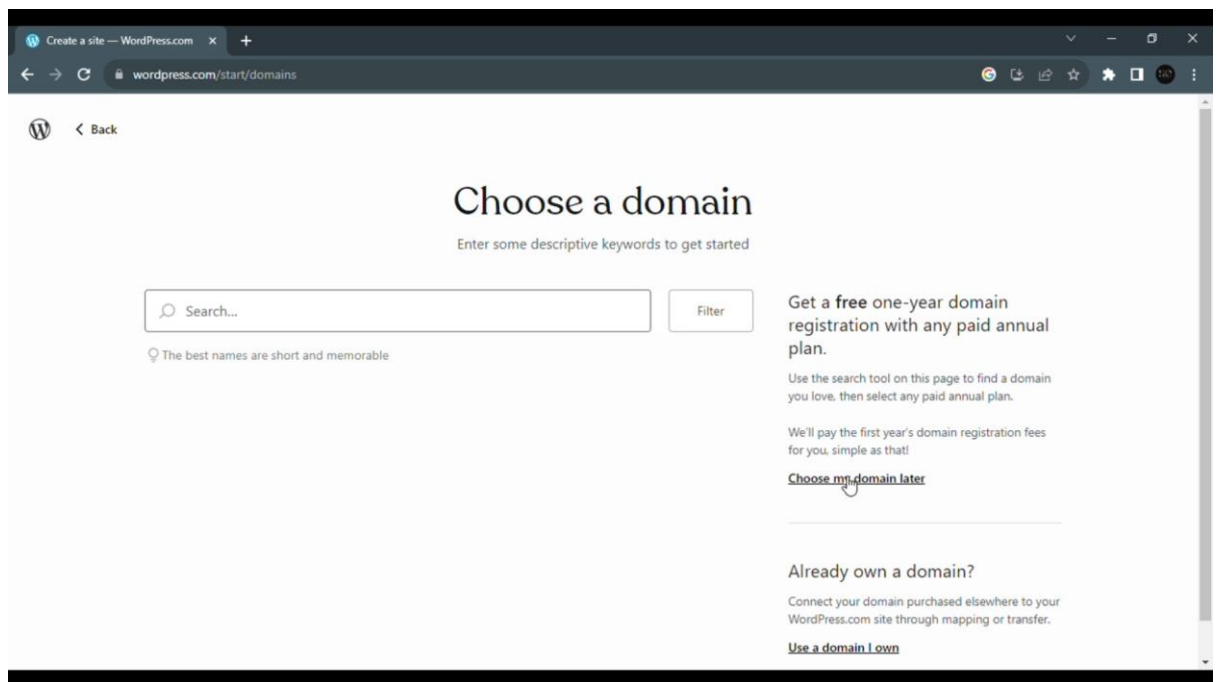 Create a site — WordPress.com
wordpress.com/start/domains
Back
Choose a domain
Enter some descriptive keywords to get started
Search...
Filter
The best names are short and memorable
Get a free one-year domain
registration with any paid annual
plan.
Use the search tool on this page to find a domain
you love, then select any paid annual plan.
We'll pay the first year's domain registration fees
for you, simple as that!
Choose my domain later
Already own a domain?
Connect your domain purchased elsewhere to your
WordPress.com site through mapping or transfer.
Use a domain I own